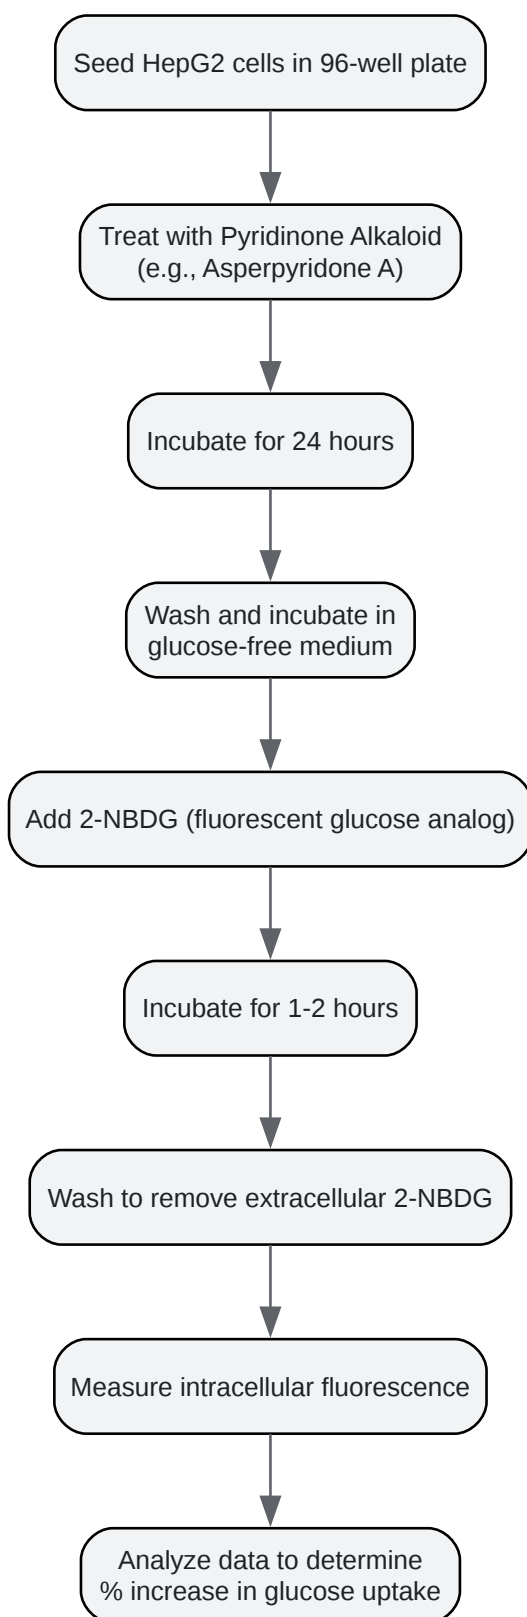 Seed HepG2 cells in 96-well plate
Treat with Pyridinone Alkaloid
(e.g., Asperpyridone A)
Incubate for 24 hours
Wash and incubate in
glucose-free medium
Add 2-NBDG (fluorescent glucose analog)
Incubate for 1-2 hours
Wash to remove extracellular 2-NBDG
Measure intracellular fluorescence
Analyze data to determine
% increase in glucose uptake